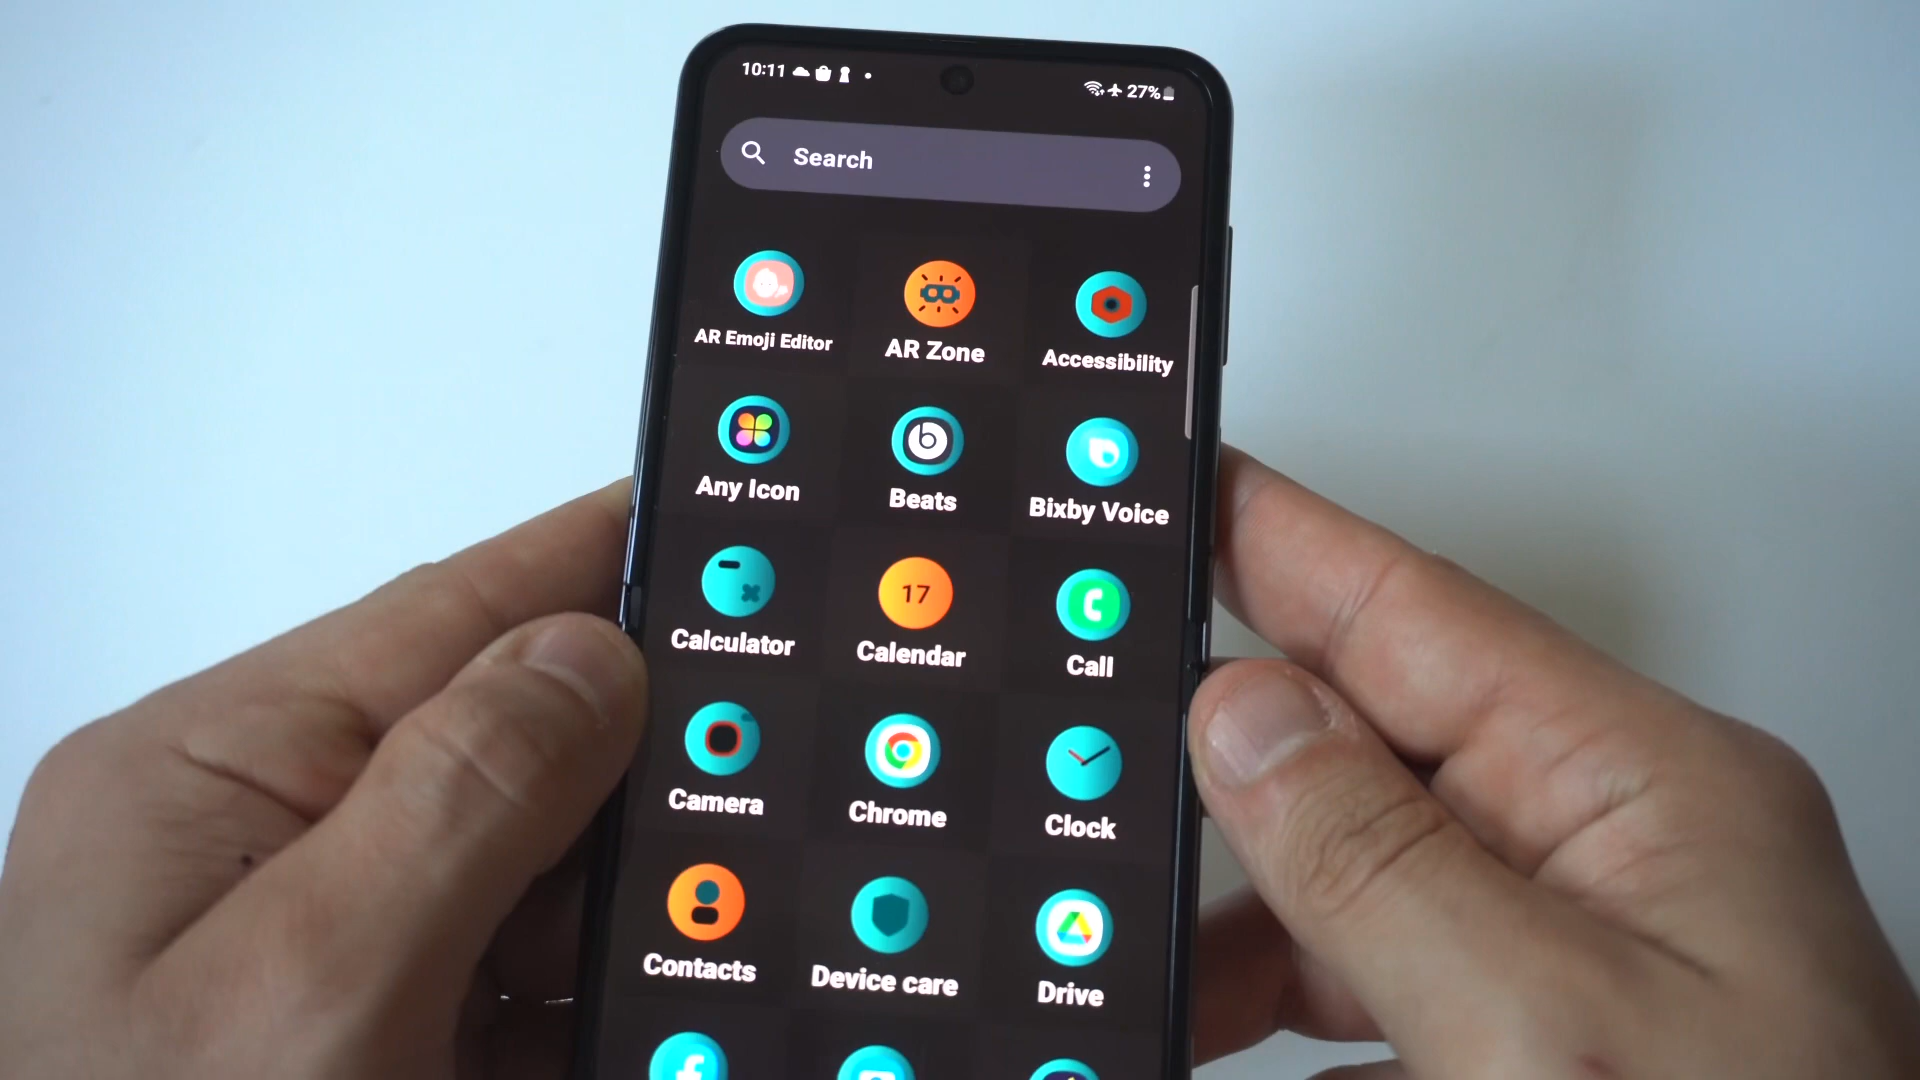 10:11
27%
Search
AR Emoji Editor
AR Zone
Accessibility
Any Icon
Beats
Bixby Voice
Calculator
17
Calendar
Call
Camera
Chrome
Clock
Contacts
Device care
Drive